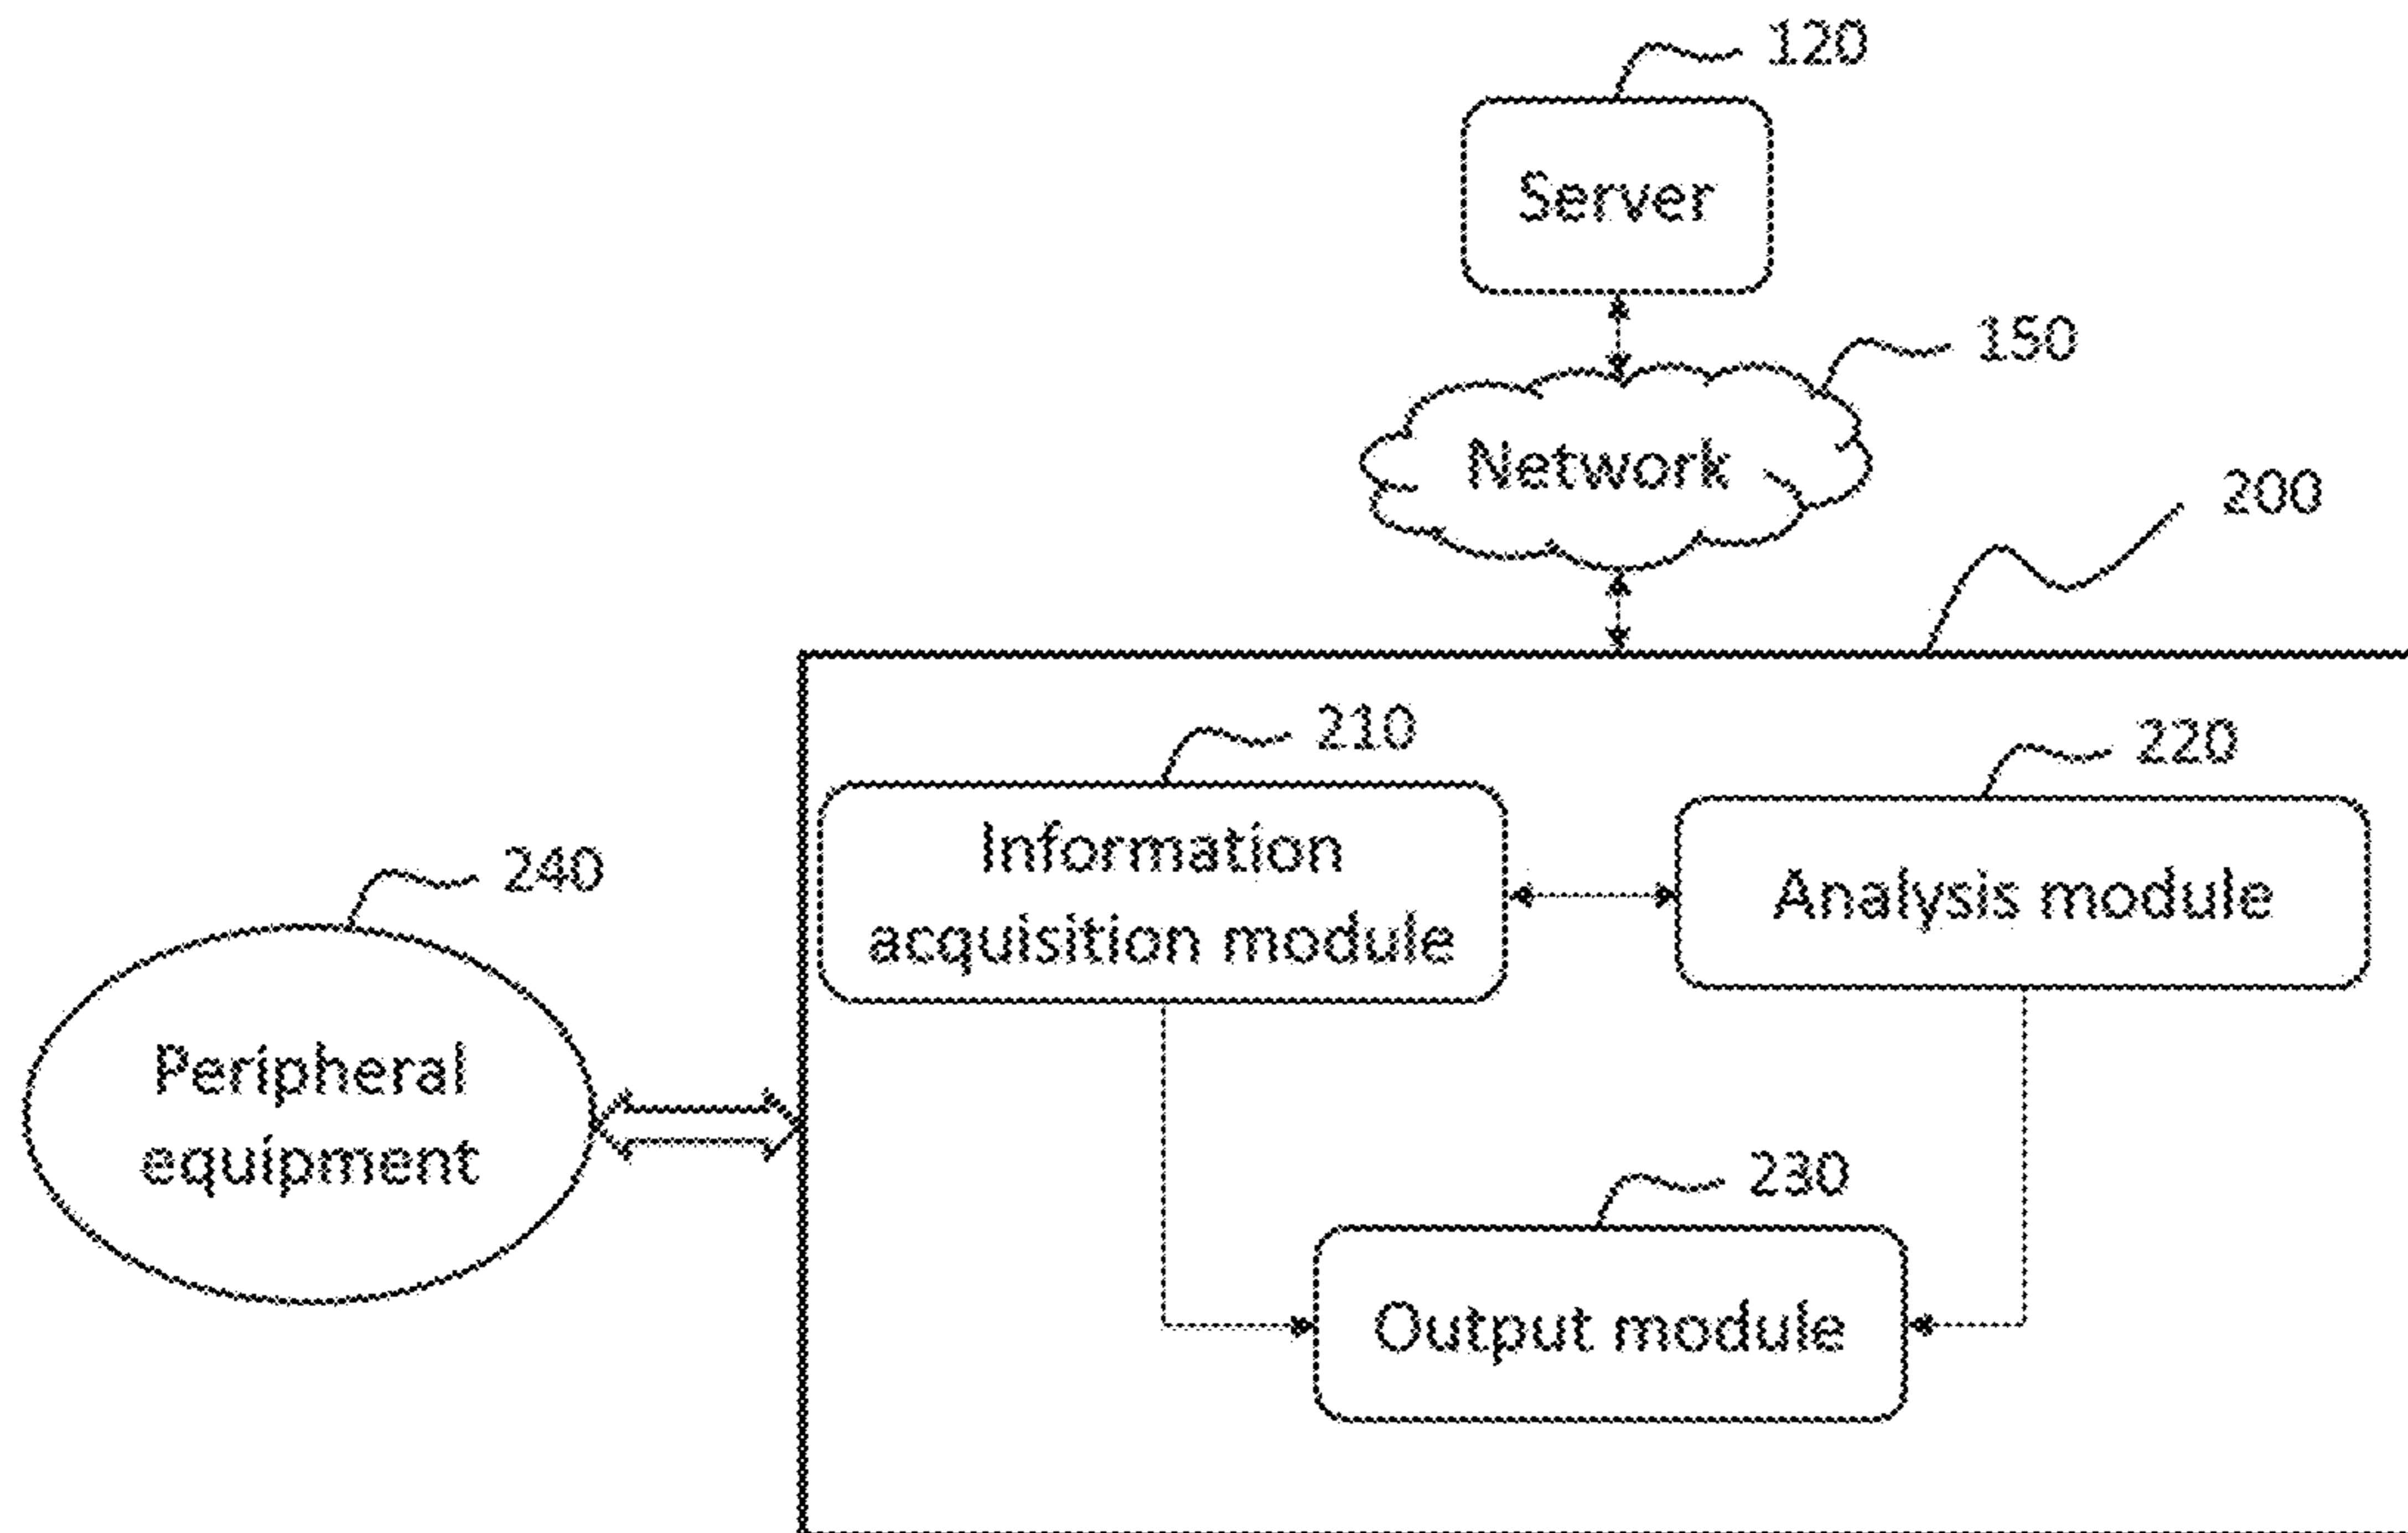 120
Server
150
Network
200
210
220
Information
acquisition module
Analysis module
240
Peripheral
equipment
230
Output module